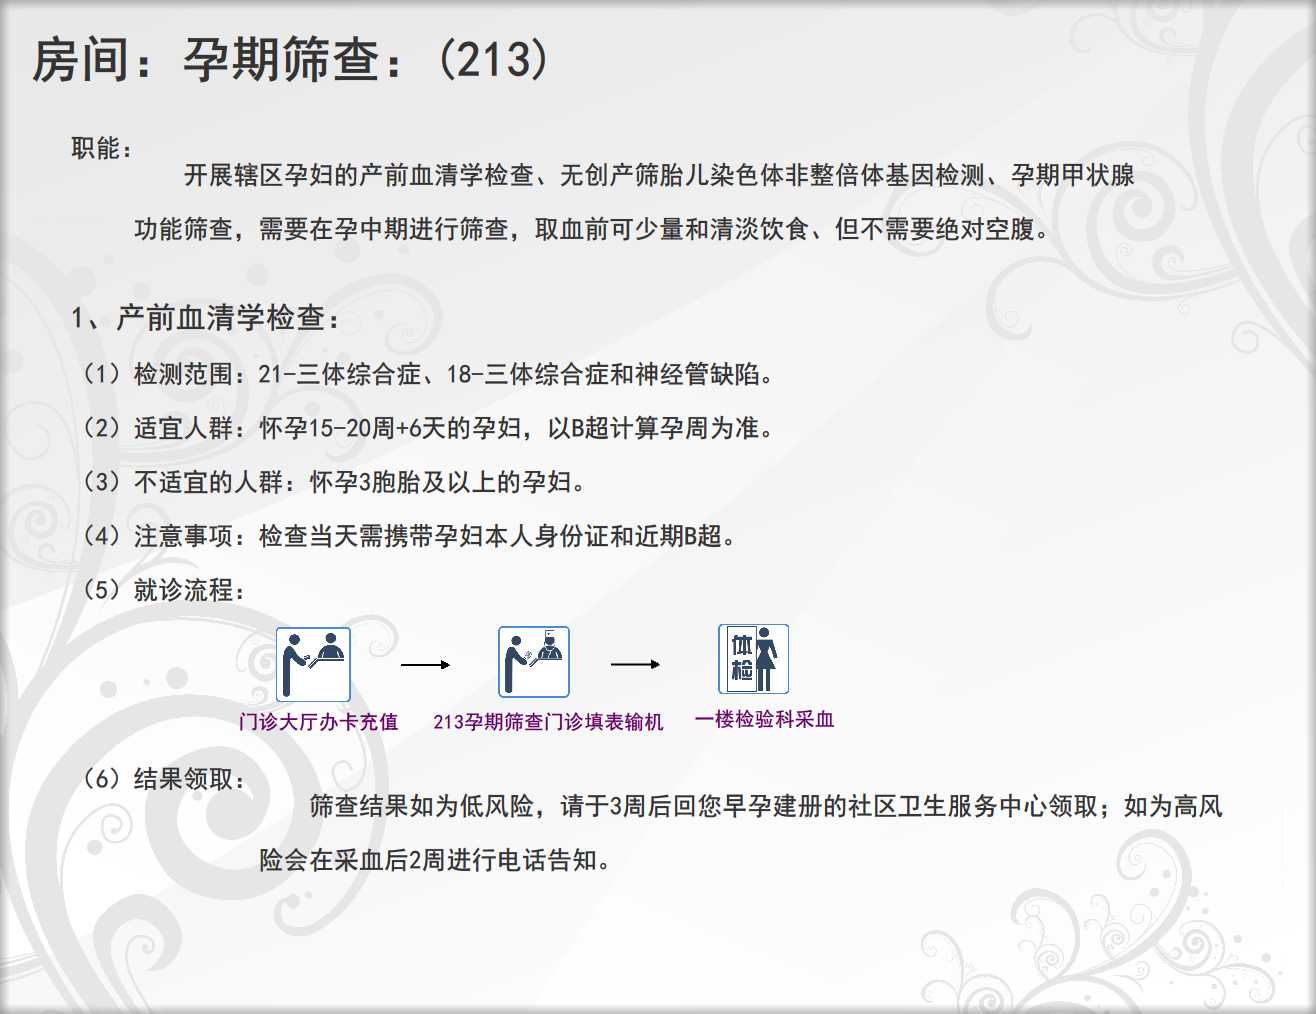 房间：孕期筛查：(213)
职能：
开展辖区孕妇的产前血清学检查、无创产筛胎儿染色体非整倍体基因检测、孕期甲状腺
功能筛查，需要在孕中期进行筛查，取血前可少量和清淡饮食、但不需要绝对空腹。
1、产前血清学检查：
（1）检测范围：21-三体综合症、18-三体综合症和神经管缺陷。
（2）适宜人群：怀孕15-20周+6天的孕妇，以B超计算孕周为准。
（3）不适宜的人群：怀孕3胞胎及以上的孕妇。
（4）注意事项：检查当天需携带孕妇本人身份证和近期B超。
（5）就诊流程：
体
检
门诊大厅办卡充值 213孕期筛查门诊填表输机 一楼检验科采血
（6）结果领取：
筛查结果如为低风险，请于3周后回您早孕建册的社区卫生服务中心领取；如为高风
险会在采血后2周进行电话告知。